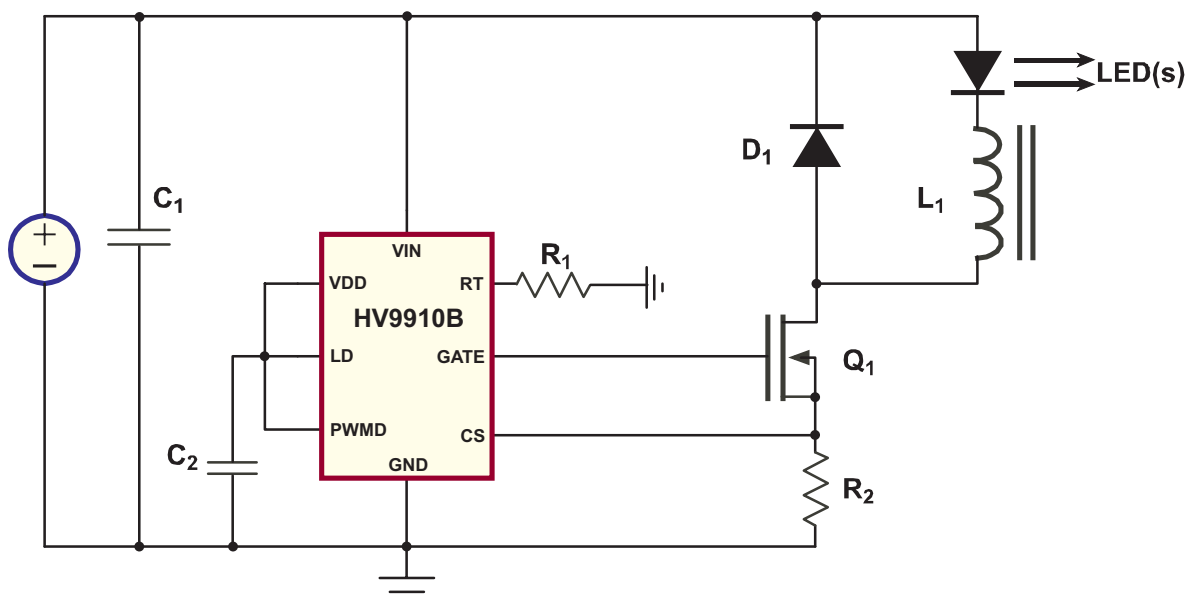 LED(s)
D₁
C₁
L₁
VIN
R₁
VDD
RT
HV9910B
LD
GATE
Q₁
PWMD
CS
C₂
GND
R₂